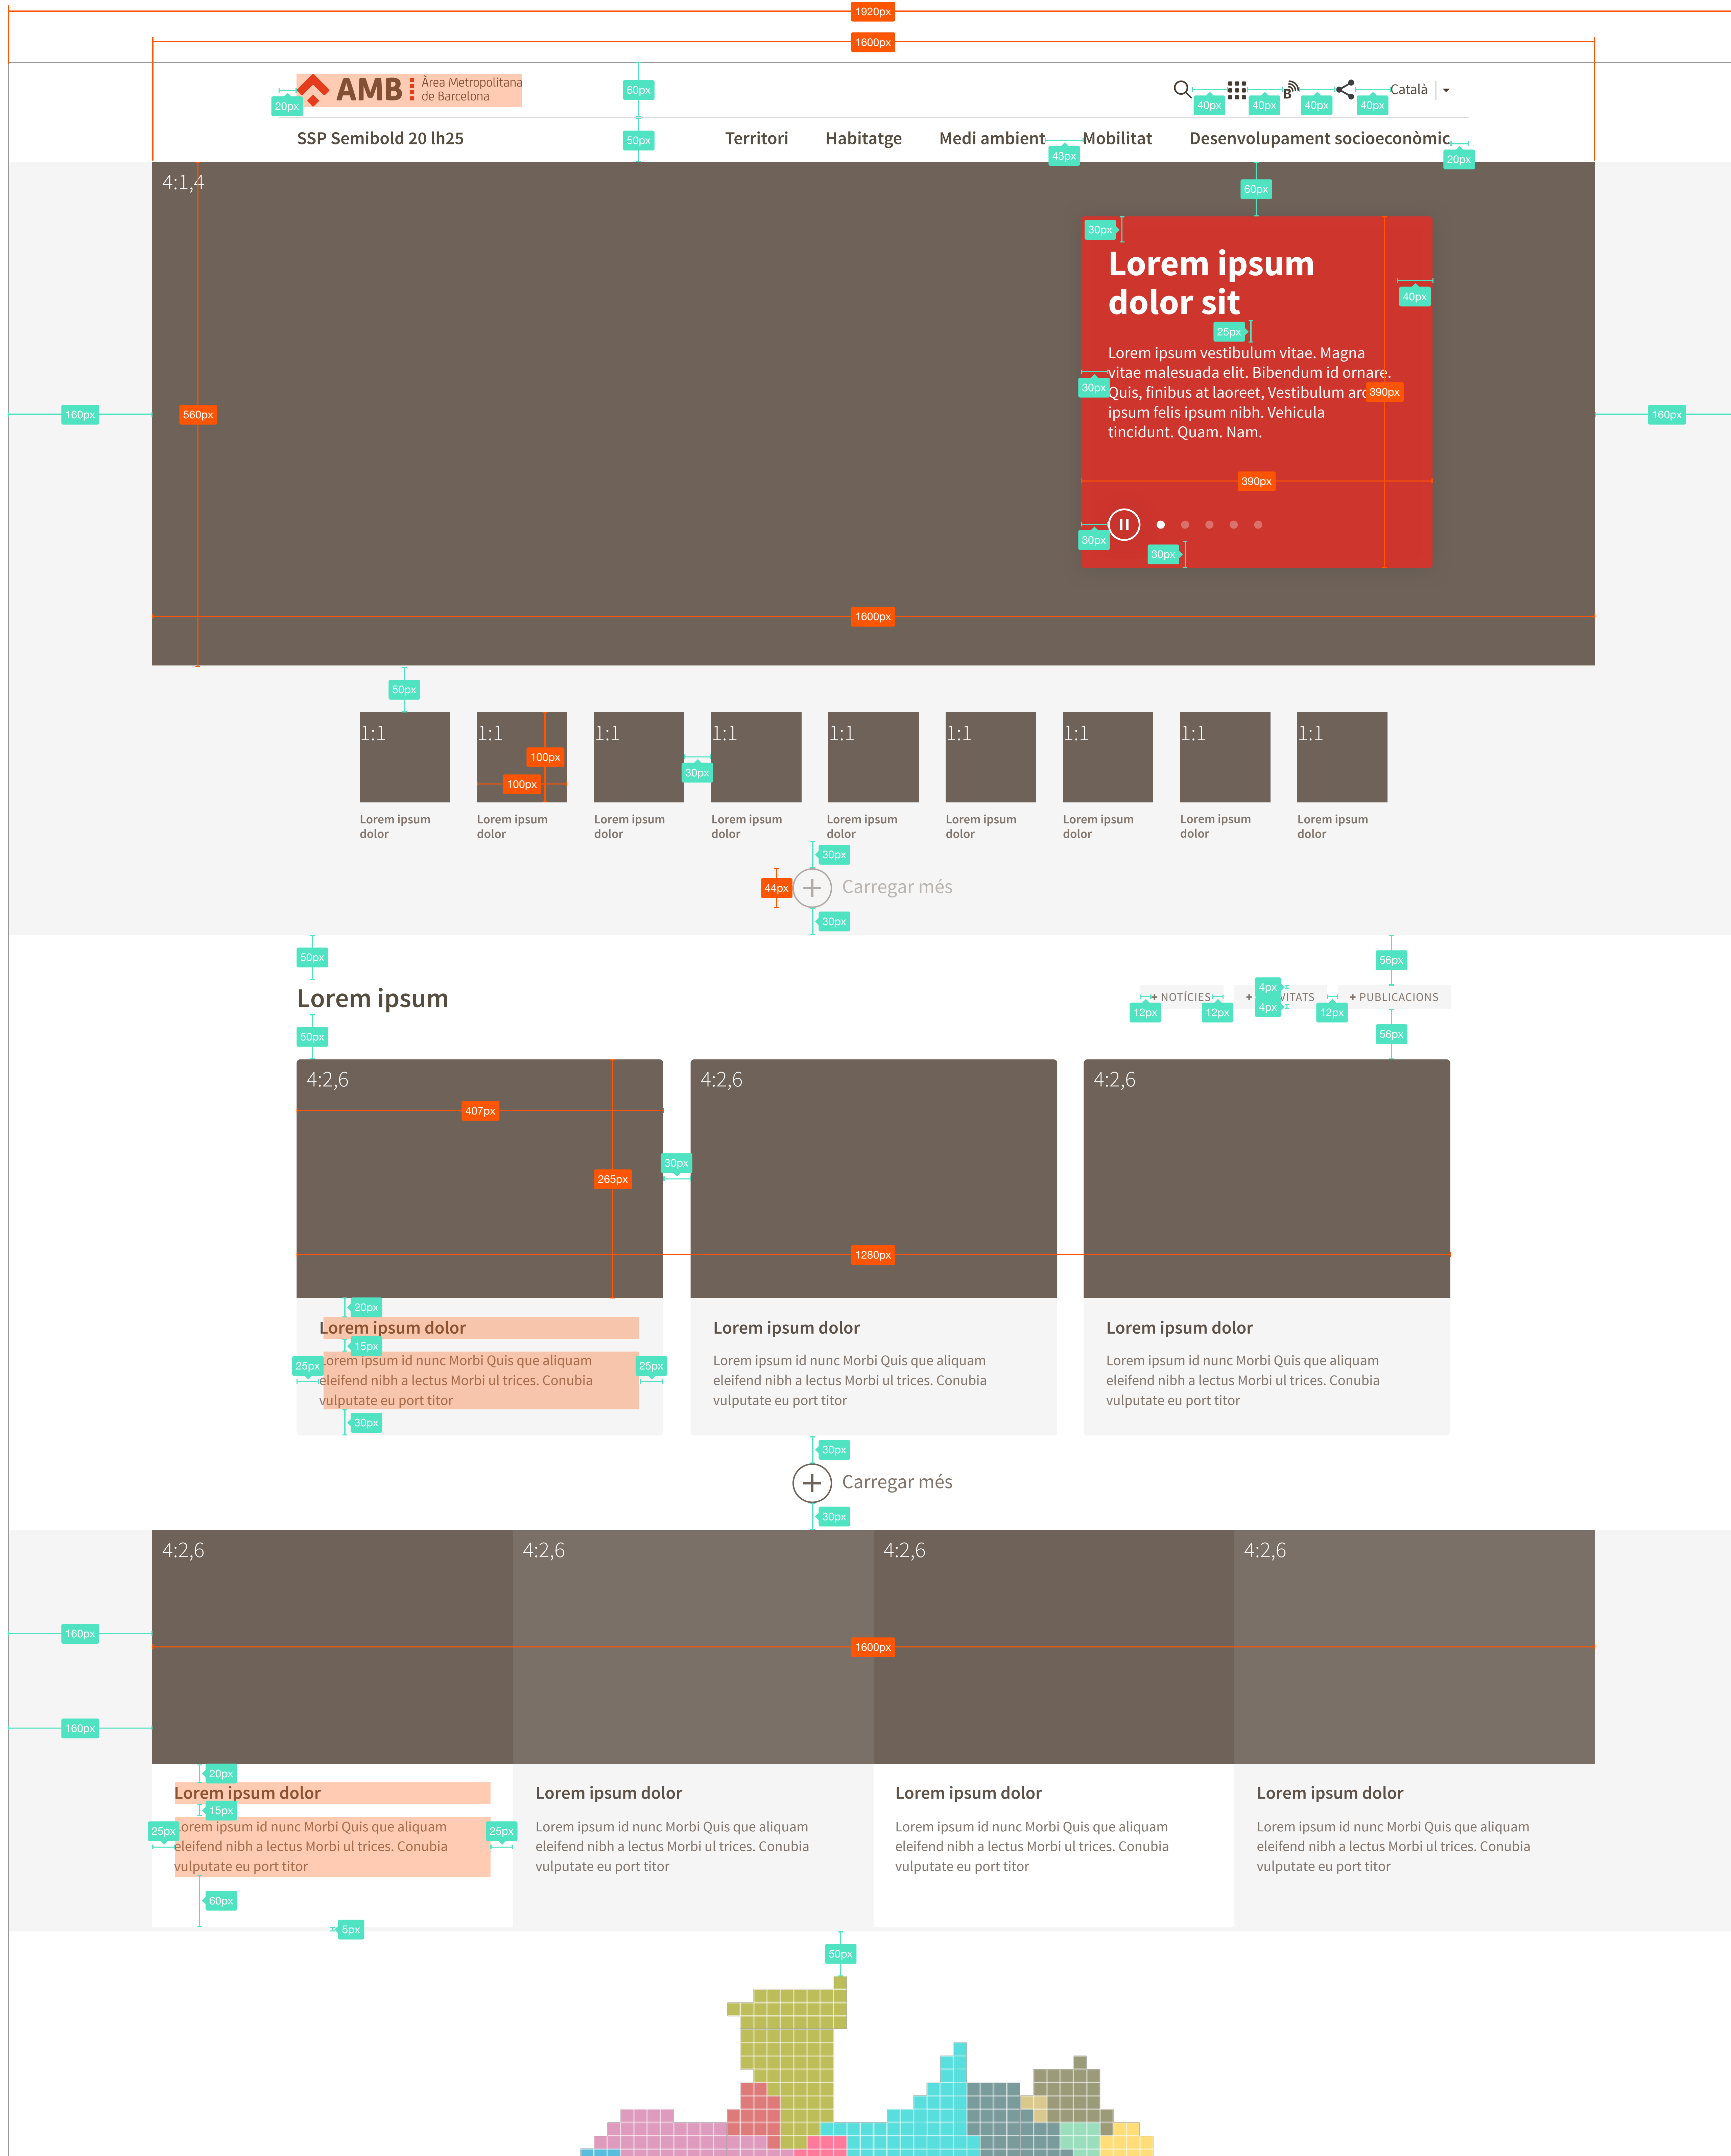 1920px
1600px
AMB Àrea Metropolitana
de Barcelona
20px
60px
40px
40px
B
40px
40px
Català
SSP Semibold 20 lh25
50px
Territori
Habitatge
Medi ambient
43px
Mobilitat
Desenvolupament socioeconòmic
20px
4:1,4
60px
30px
Lorem ipsum
dolor sit
40px
25px
Lorem ipsum vestibulum vitae. Magna
vitae malesuada elit. Bibendum id ornare.
30px
Quis, finibus at laoreet, Vestibulum
390px
ipsum felis ipsum nibh. Vehicula
tincidunt. Quam. Nam.
160px
560px
160px
390px
30px
30px
1600px
50px
1:1
1:1
1:1
1:1
1:1
1:1
1:1
1:1
1:1
100px
100px
30px
Lorem ipsum
dolor
Lorem ipsum
dolor
Lorem ipsum
dolor
Lorem ipsum
dolor
Lorem ipsum
dolor
Lorem ipsum
dolor
Lorem ipsum
dolor
Lorem ipsum
dolor
Lorem ipsum
dolor
30px
44px
Carregar més
30px
50px
56px
Lorem ipsum
+ NOTÍCIES
+
4px
4px
+ PUBLICACIONS
12px
12px
12px
50px
56px
4:2,6
4:2,6
4:2,6
407px
30px
265px
1280px
20px
Lorem ipsum dolor
15px
25px
Lorem ipsum id nunc Morbi Quis que aliquam
eleifend nibh a lectus Morbi ul trices. Conubia
vulputate eu port titor
25px
30px
Lorem ipsum dolor
Lorem ipsum id nunc Morbi Quis que aliquam
eleifend nibh a lectus Morbi ul trices. Conubia
vulputate eu port titor
Lorem ipsum dolor
Lorem ipsum id nunc Morbi Quis que aliquam
eleifend nibh a lectus Morbi ul trices. Conubia
vulputate eu port titor
30px
Carregar més
30px
4:2,6
4:2,6
4:2,6
4:2,6
160px
1600px
160px
20px
Lorem ipsum dolor
15px
25px
Lorem ipsum id nunc Morbi Quis que aliquam
eleifend nibh a lectus Morbi ul trices. Conubia
vulputate eu port titor
25px
60px
5px
Lorem ipsum dolor
Lorem ipsum id nunc Morbi Quis que aliquam
eleifend nibh a lectus Morbi ul trices. Conubia
vulputate eu port titor
Lorem ipsum dolor
Lorem ipsum id nunc Morbi Quis que aliquam
eleifend nibh a lectus Morbi ul trices. Conubia
vulputate eu port titor
Lorem ipsum dolor
Lorem ipsum id nunc Morbi Quis que aliquam
eleifend nibh a lectus Morbi ul trices. Conubia
vulputate eu port titor
50px